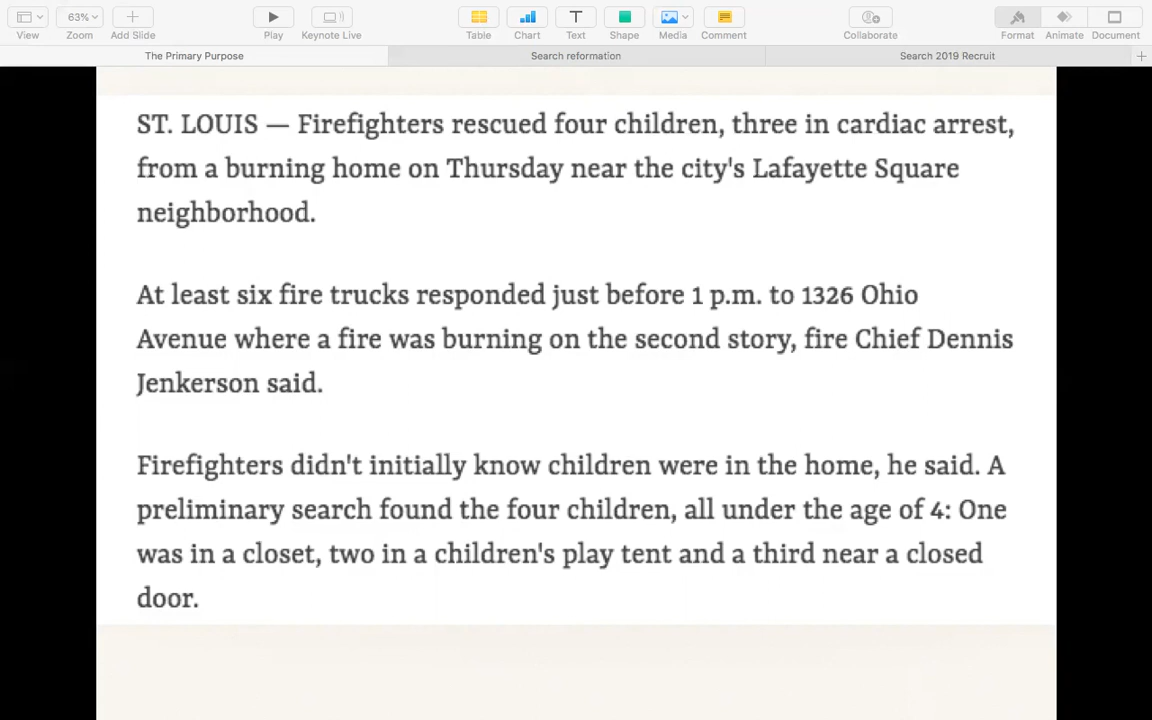 View
63%
Zoom
Add Slide
Play
Keynote Live
Table
Chart
Text
Shape
Media
Comment
Collaborate
Format
Animate
Document
The Primary Purpose
Search reformation
Search 2019 Recruit
ST. LOUIS — Firefighters rescued four children, three in cardiac arrest,
from a burning home on Thursday near the city's Lafayette Square
neighborhood.
At least six fire trucks responded just before 1 p.m. to 1326 Ohio
Avenue where a fire was burning on the second story, fire Chief Dennis
Jenkerson said.
Firefighters didn't initially know children were in the home, he said. A
preliminary search found the four children, all under the age of 4: One
was in a closet, two in a children's play tent and a third near a closed
door.